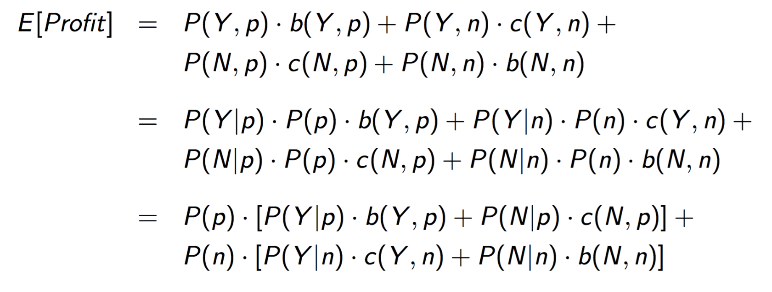 E[Profit] = P(Y, p) · b(Y, p) + P(Y, n) · c(Y, n) +
P(N, p) · c(N, p) + P(N, n) · b(N, n)
= P(Y|p) · P(p) · b(Y, p) + P(Y|n) · P(n) · c(Y, n) +
P(N|p) · P(p) · c(N, p) + P(N|n) · P(n) · b(N, n)
= P(p) · [P(Y|p) · b(Y, p) + P(N|p) · c(N, p)] +
P(n) · [P(Y|n) · c(Y, n) + P(N|n) · b(N, n)]